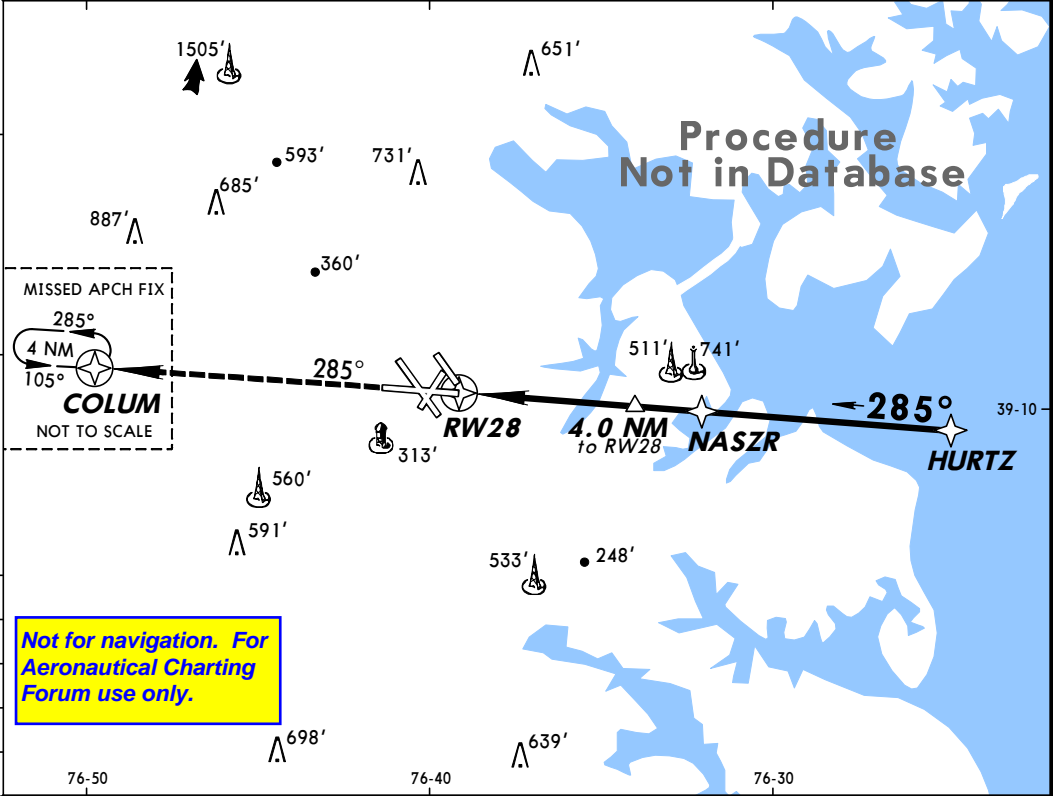 1505'
651'
Procedure
Not in Database
593'
731'
685'
887'
360'
MISSED APCH FIX
285°
4 NM
105°
COLUM
NOT TO SCALE
285°
511'
741'
285°
39-10
RW28
4.0 NM
to RW28
NASZR
HURTZ
313'
560'
591'
533'
248'
Not for navigation. For
Aeronautical Charting
Forum use only.
698'
639'
76-50
76-40
76-30